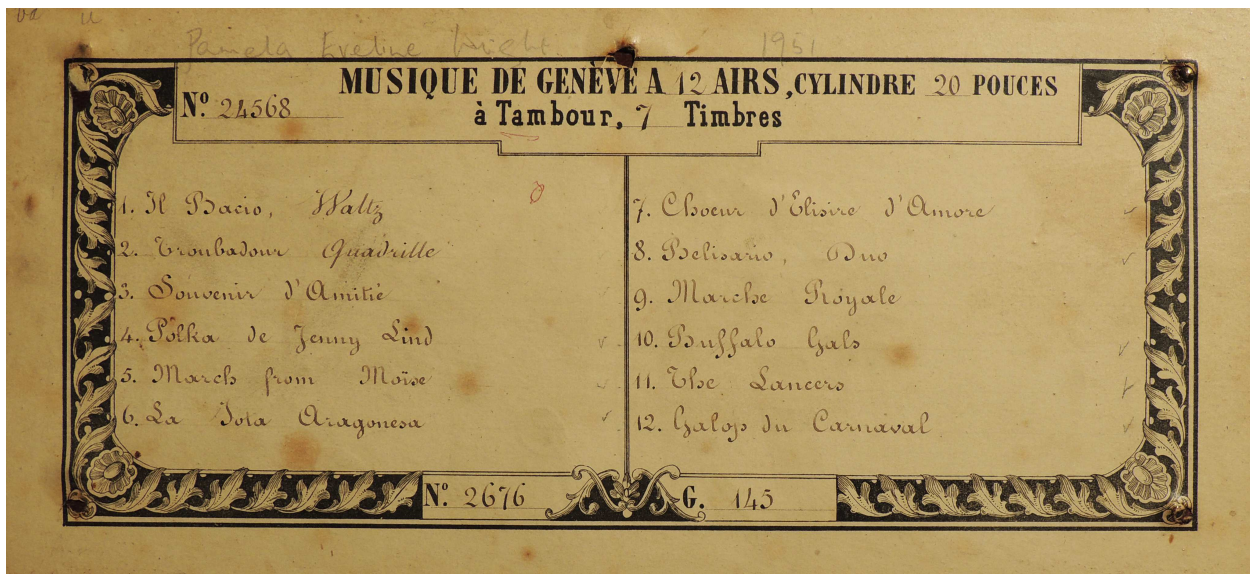 Pamela Eveline Wright. 1951
MUSIQUE DE GENÈVE A 12 AIRS, CYLINDRE 20 POUCES
Nº 24568
à Tambour, 7 Timbres
1. Il Bacio, Waltz
2. Troubadour Quadrille
3. Souvenir d'Amitié
4. Polka de Jenny Lind
5. March from Moïse
6. La Jota Aragonesa
7. Choeur d'Elisire d'Amore
8. Belisario, Duo
9. Marche Royale
10. Buffalo Gals
11. The Lancers
12. Galop du Carnaval
Nº 2676 G. 145